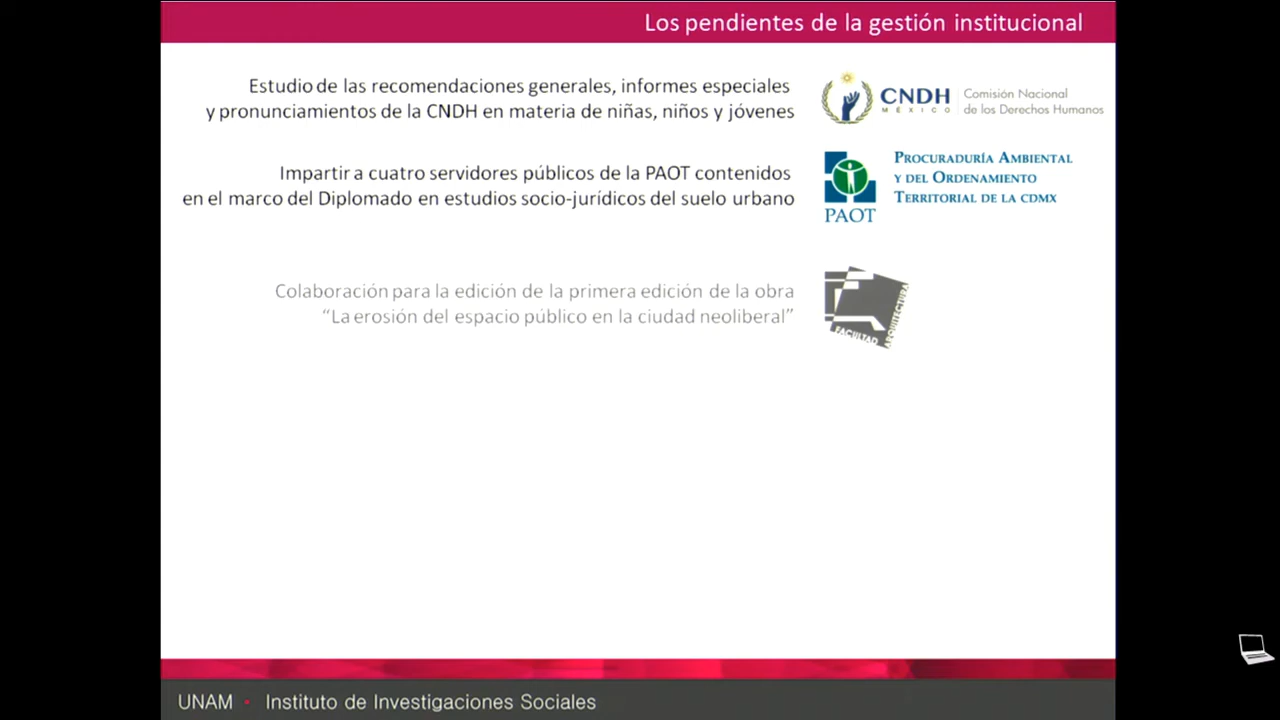 Los pendientes de la gestión institucional
Estudio de las recomendaciones generales, informes especiales
y pronunciamientos de la CNDH en materia de niñas, niños y jóvenes
CNDH
MÉXICO
Comisión Nacional
de los Derechos Humanos
Impartir a cuatro servidores públicos de la PAOT contenidos
en el marco del Diplomado en estudios socio-jurídicos del suelo urbano
PAOT
PROCURADURÍA AMBIENTAL
Y DEL ORDENAMIENTO
TERRITORIAL DE LA CDMX
Colaboración para la edición de la primera edición de la obra
“La erosión del espacio público en la ciudad neoliberal”
FACULTAD
ARQUITECTURA
UNAM • Instituto de Investigaciones Sociales